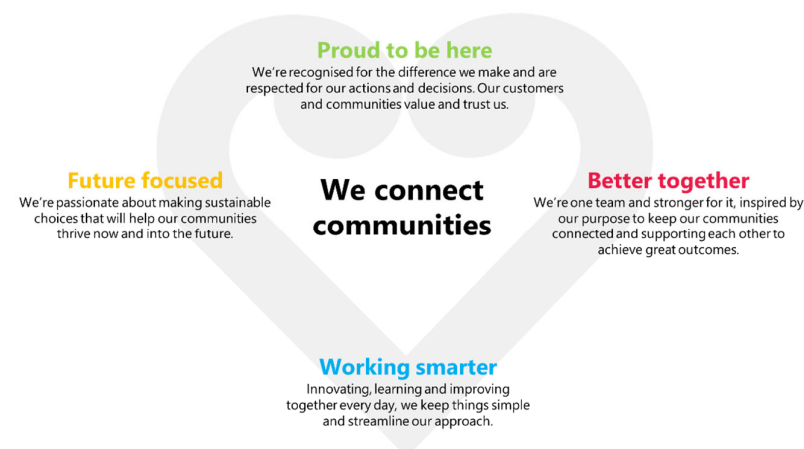 Proud to be here
We're recognised for the difference we make and are
respected for our actions and decisions. Our customers
and communities value and trust us.
Future focused
We're passionate about making sustainable
choices that will help our communities
thrive now and into the future.
We connect
communities
Better together
We're one team and stronger for it, inspired by
our purpose to keep our communities
connected and supporting each other to
achieve great outcomes.
Working smarter
Innovating, learning and improving
together every day, we keep things simple
and streamline our approach.